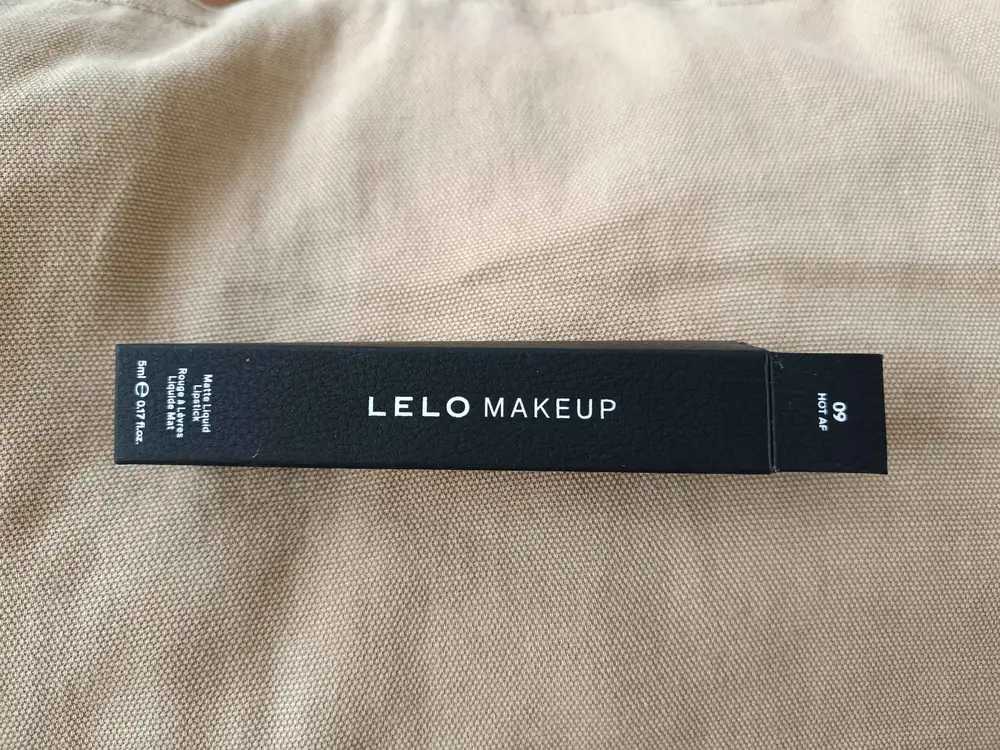 LELO MAKEUP
Matte Liquid
Lipstick
Rouge à Lèvres
Liquide Mat
5ml ℮ 0.17 fl.oz.
09
HOT AF